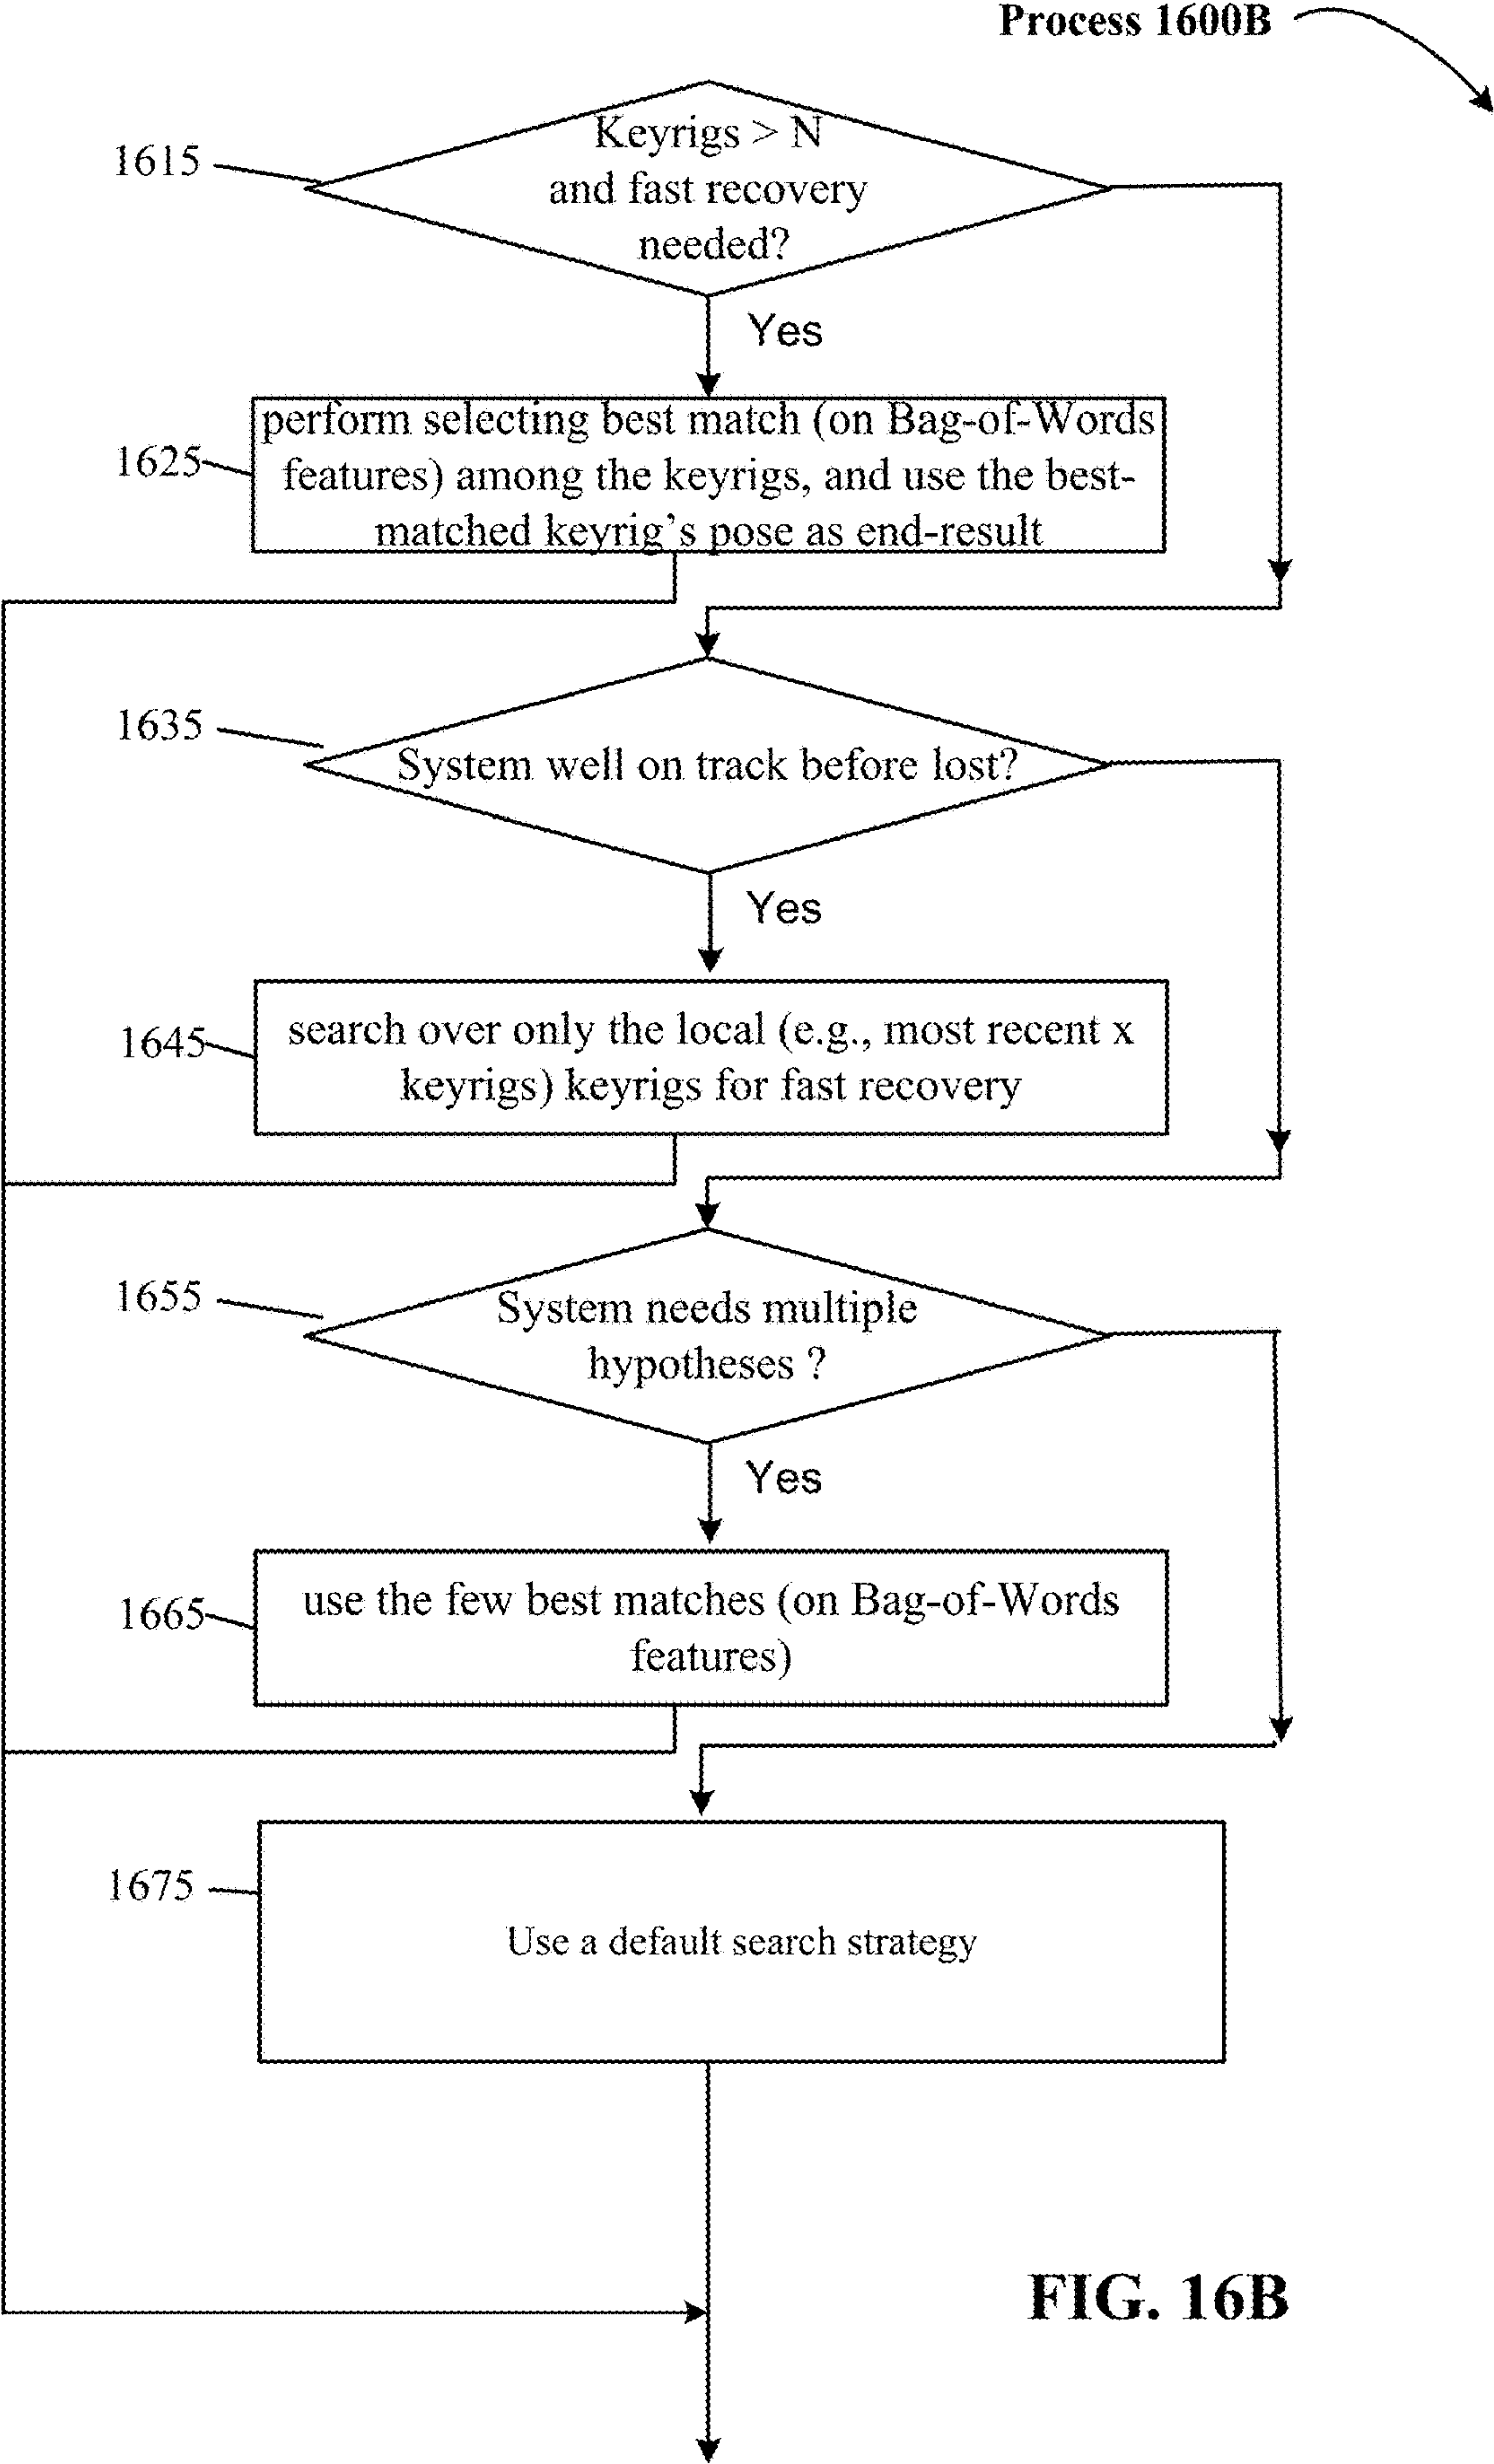 Process 1600B
1615
Keyrigs > N
and fast recovery
needed?
Yes
1625
perform selecting best match (on Bag-of-Words
features) among the keyrigs, and use the best-
matched keyrig’s pose as end-result
1635
System well on track before lost?
Yes
1645
search over only the local (e.g., most recent x
keyrigs) keyrigs for fast recovery
1655
System needs multiple
hypotheses ?
Yes
1665
use the few best matches (on Bag-of-Words
features)
1675
Use a default search strategy
FIG. 16B